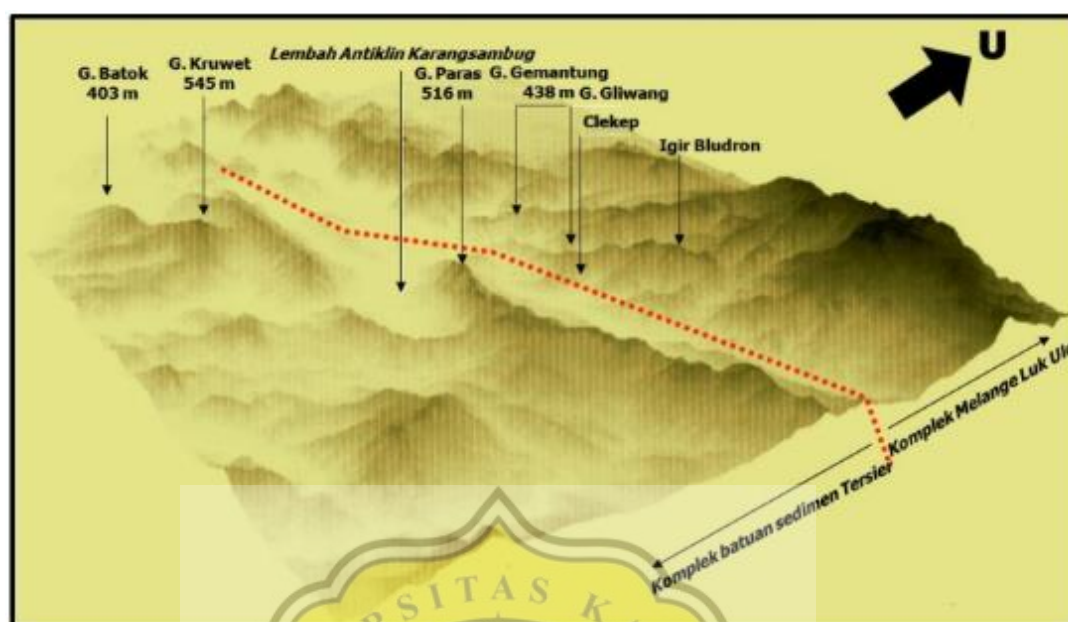 U
Lembah Antiklin Karangsambug
G. Batok
403 m
G. Kruwet
545 m
G. Paras
516 m
G. Gemantung
438 m G. Gliwang
Clekep
Igir Bludron
Komplek Melange Luk Ulo
Komplek batuan sedimen Tersier
RSITAS K